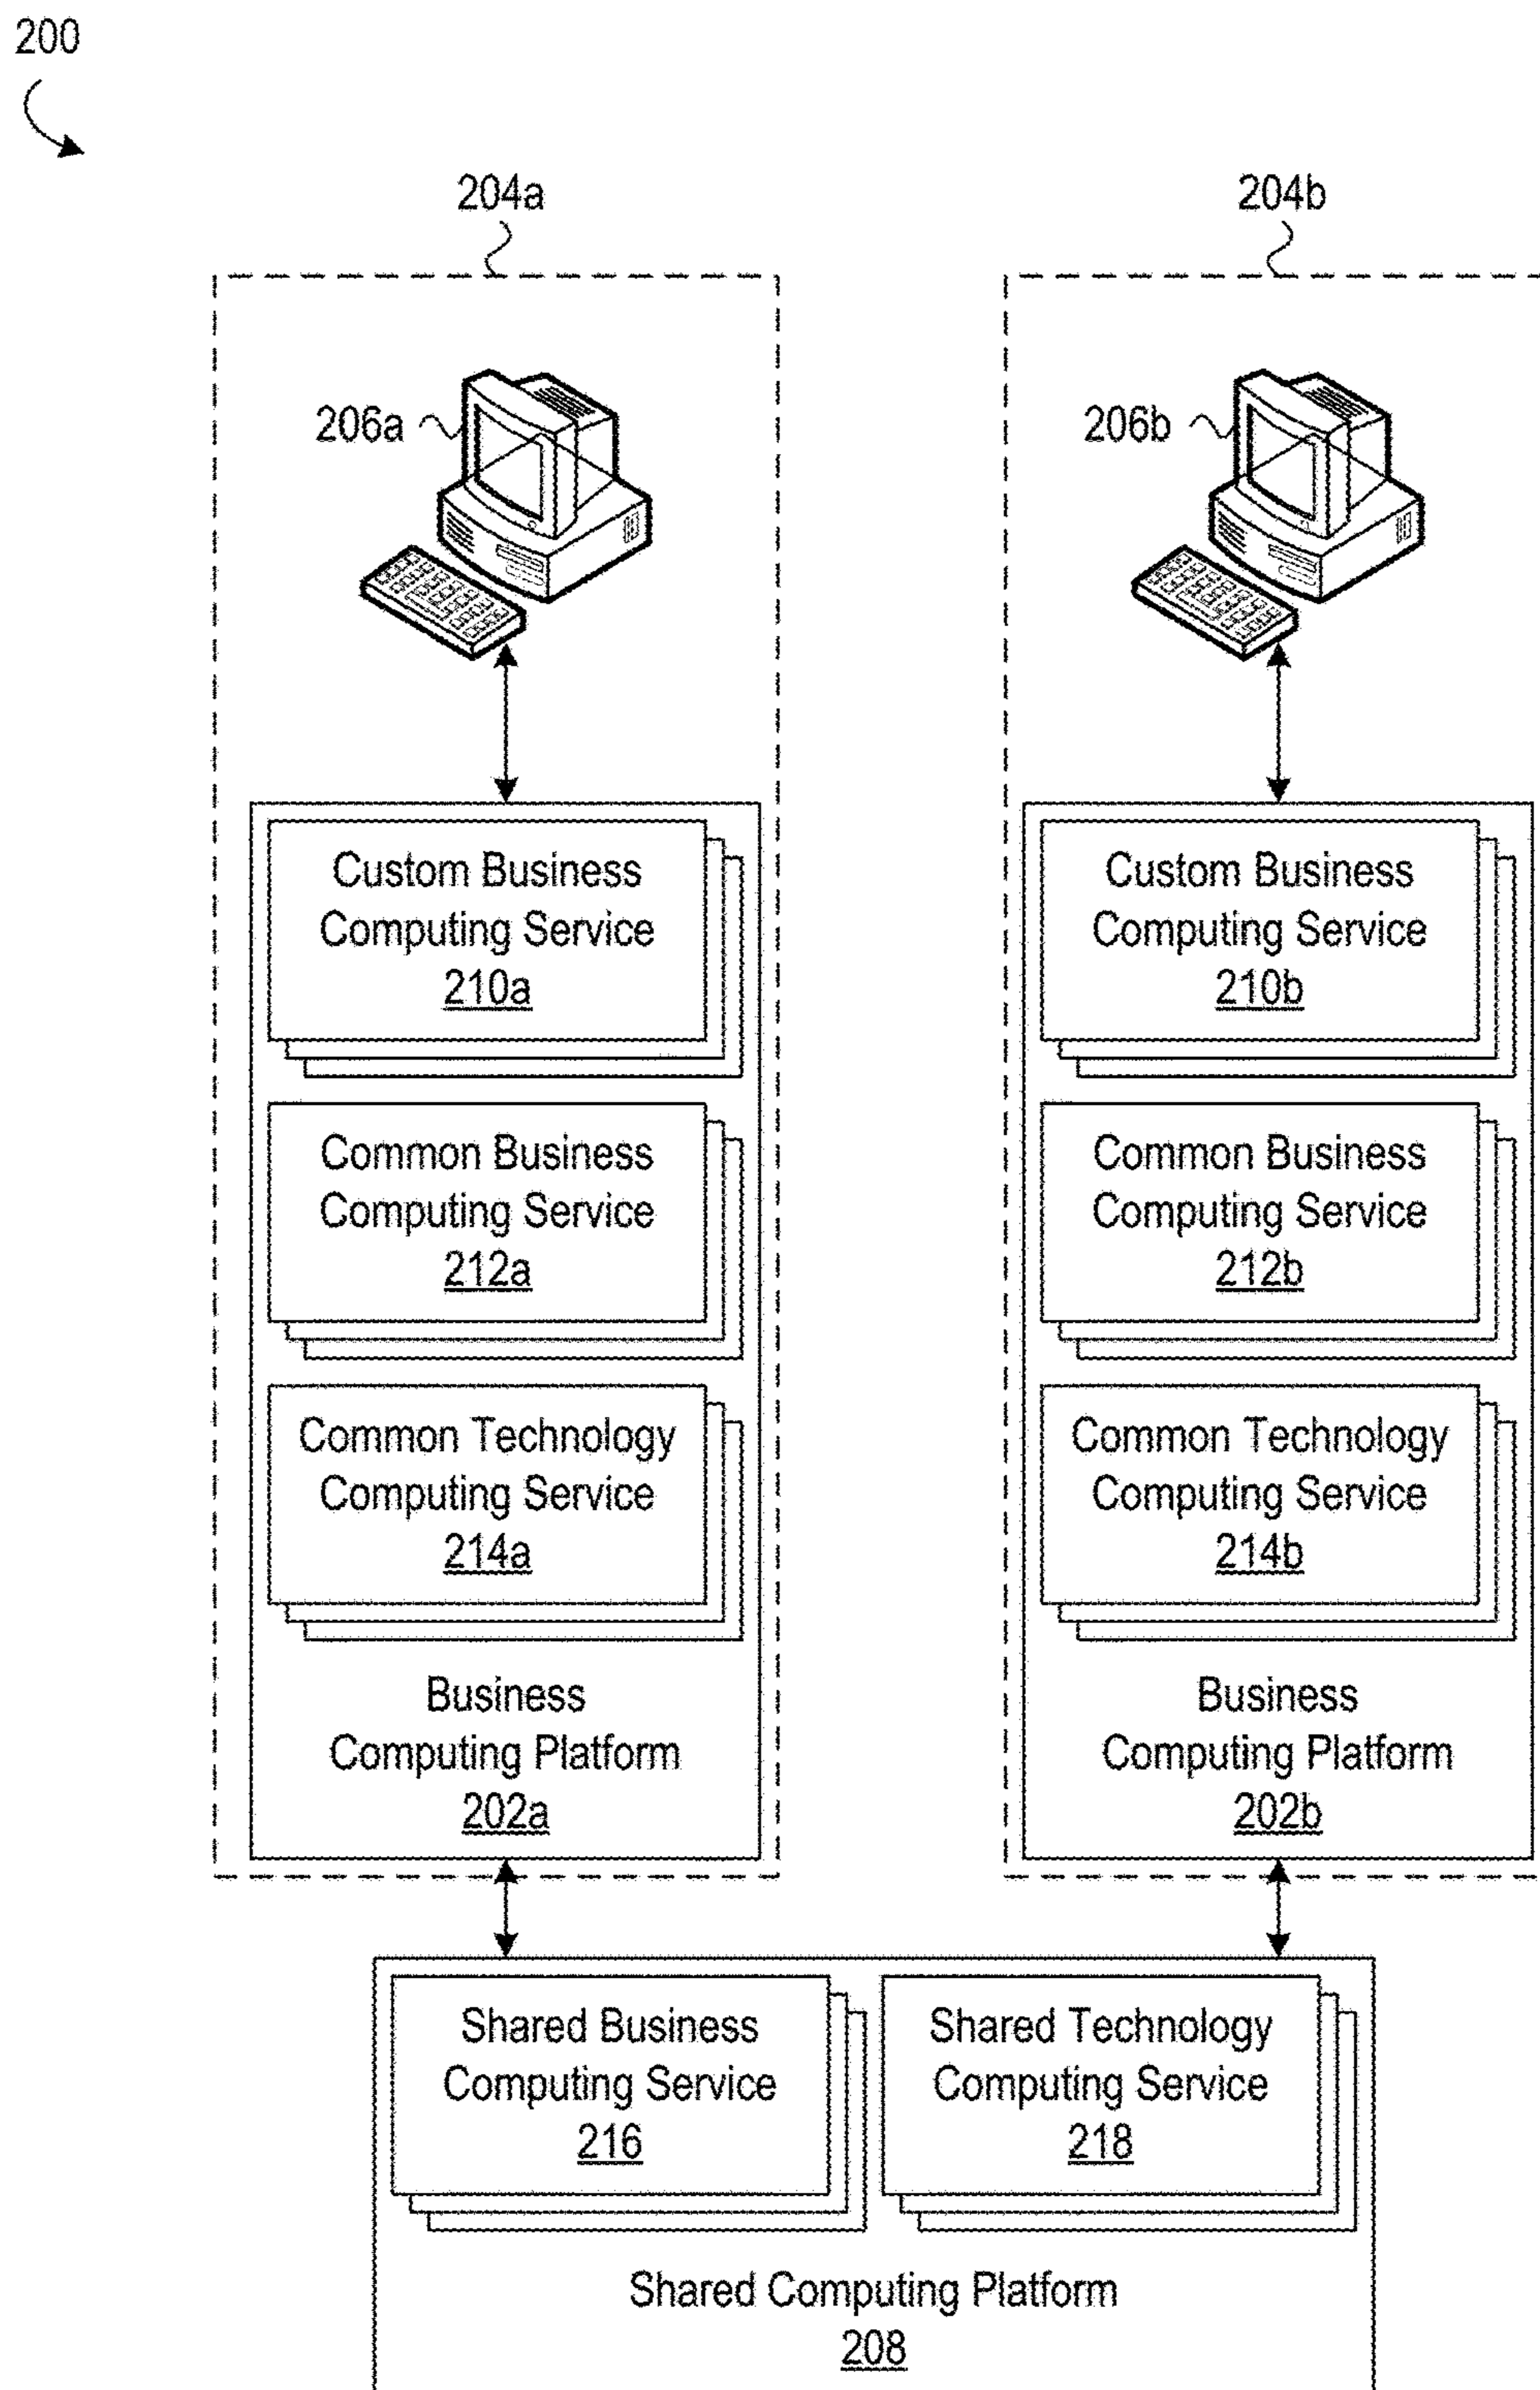 200
204a
204b
206a
206b
Custom Business
Computing Service
210a
Custom Business
Computing Service
210b
Common Business
Computing Service
212a
Common Business
Computing Service
212b
Common Technology
Computing Service
214a
Common Technology
Computing Service
214b
Business
Computing Platform
202a
Business
Computing Platform
202b
Shared Business
Computing Service
216
Shared Technology
Computing Service
218
Shared Computing Platform
208